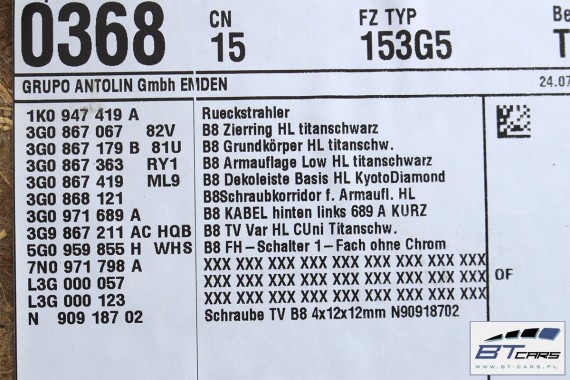 0368 CN 15 FZ TYP 153G5 Be T
GRUPO ANTOLIN GmbH EMDEN 24.07
1K0 947 419 A Rueckstrahler
3G0 867 067 82V B8 Zierring HL titanschwarz
3G0 867 179 B 81U B8 Grundkörper HL titanschw.
3G0 867 363 RY1 B8 Armauflage Low HL titanschwarz
3G0 867 419 ML9 B8 Dekoleiste Basis HL KyotoDiamond
3G0 868 121 B8Schraubkorridor f. Armaufl. HL
3G0 971 689 A B8 KABEL hinten links 689 A KURZ
3G9 867 211 AC HQB B8 TV Var HL CUni Titanschw.
5G0 959 855 H WHS B8 FH-Schalter 1-Fach ohne Chrom
7N0 971 798 A XXX XXX XXX XXX XXX XXX XXX XXX XXX XXX
L3G 000 057 XXX XXX XXX XXX XXX XXX XXX XXX XXX XXX OF
L3G 000 123 XXX XXX XXX XXX XXX XXX XXX XXX XXX XXX
N 909 187 02 Schraube TV B8 4x12x12mm N90918702
BT CARS
WWW.BT-CARS.PL